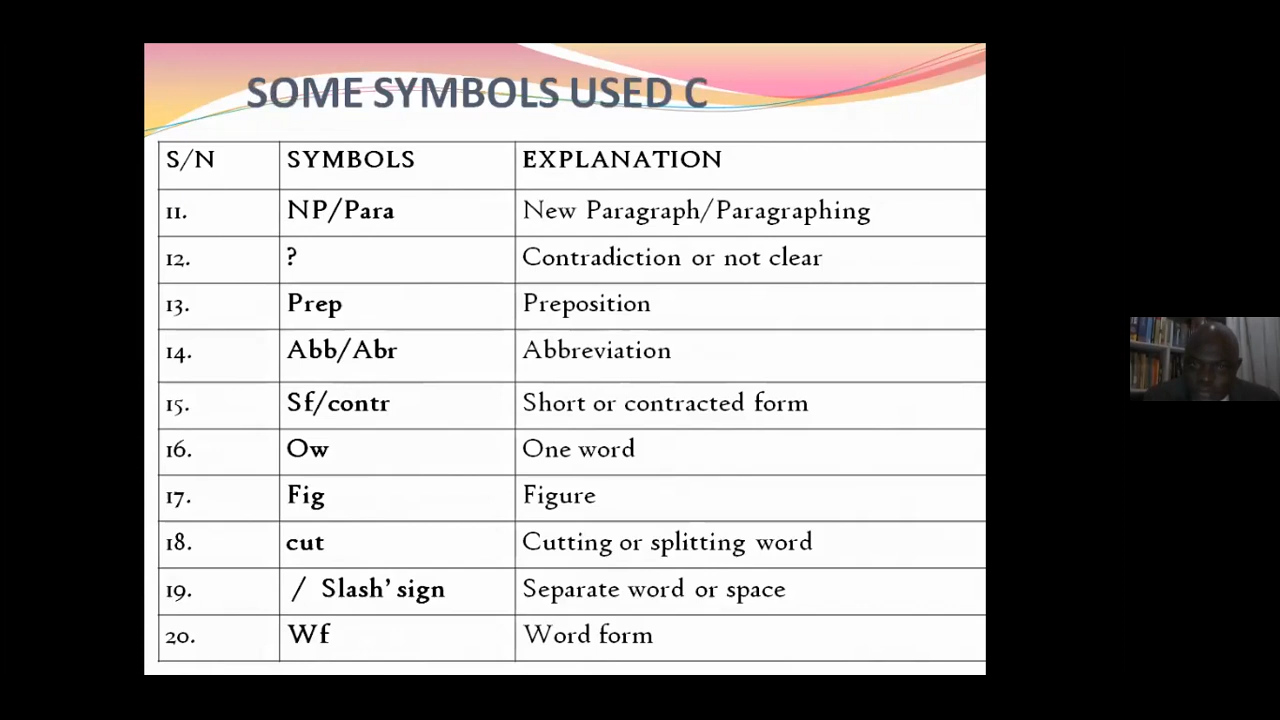 SOME SYMBOLS USED C
S/N SYMBOLS EXPLANATION
11. NP/Para New Paragraph/Paragraphing
12. ? Contradiction or not clear
13. Prep Preposition
14. Abb/Abr Abbreviation
15. Sf/contr Short or contracted form
16. Ow One word
17. Fig Figure
18. cut Cutting or splitting word
19. / Slash’ sign Separate word or space
20. Wf Word form